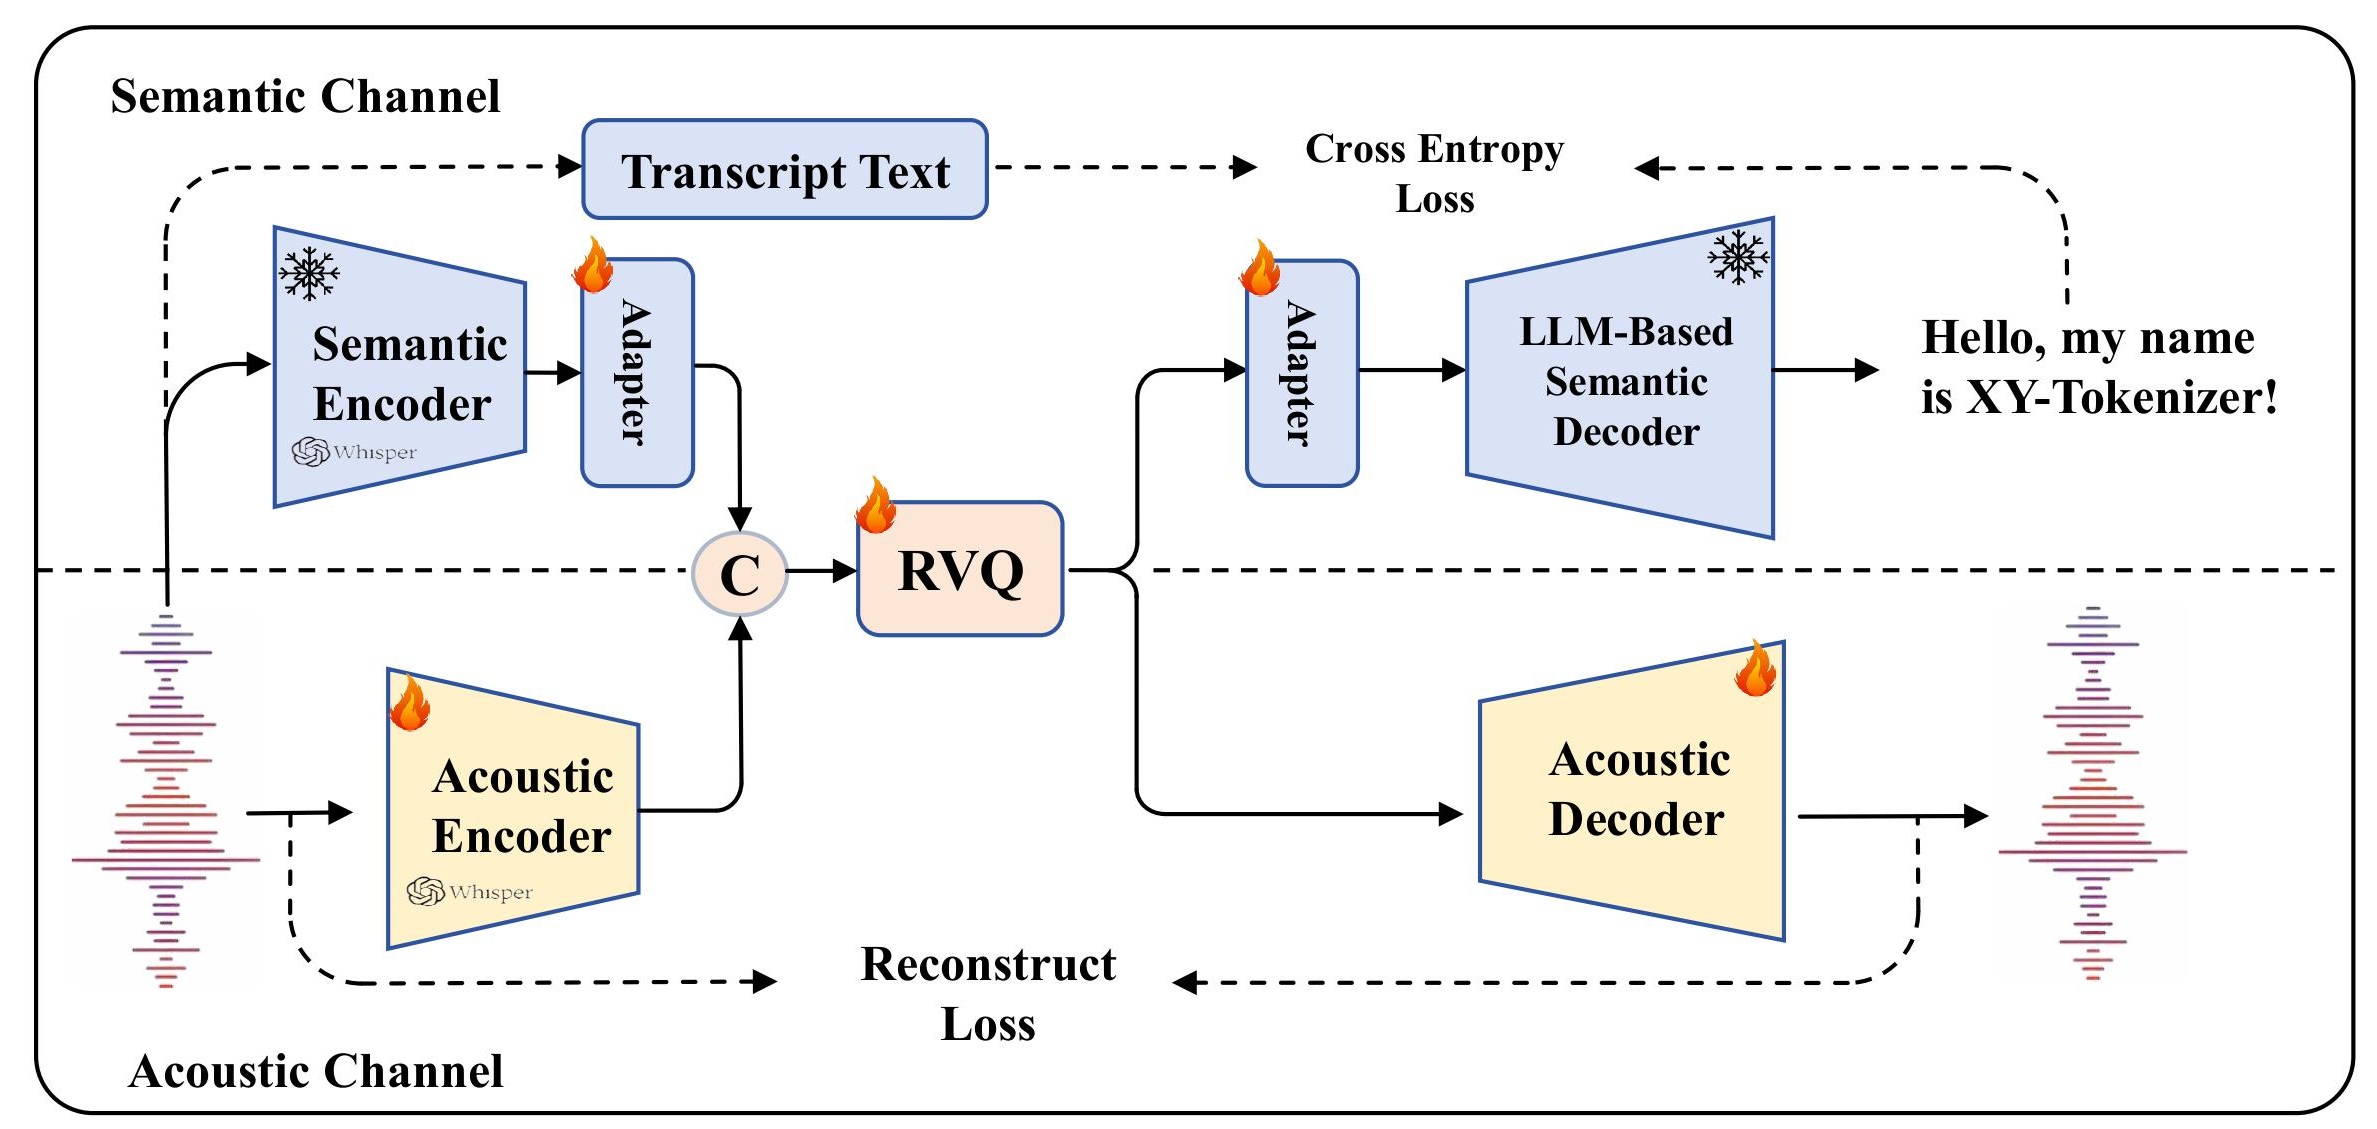 Semantic Channel
Transcript Text
Cross Entropy
Loss
Semantic
Encoder
Whisper
Adapter
Adapter
LLM-Based
Semantic
Decoder
Hello, my name
is XY-Tokenizer!
C
RVQ
Acoustic
Encoder
Whisper
Acoustic
Decoder
Reconstruct
Loss
Acoustic Channel